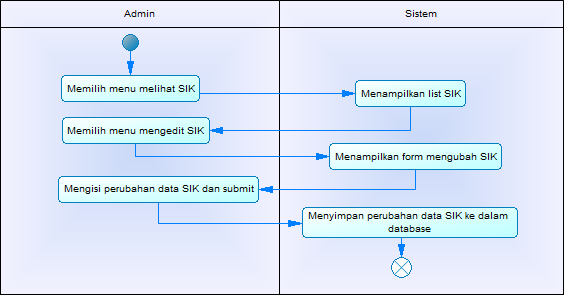 Admin
Sistem
Memilih menu melihat SIK
Menampilkan list SIK
Memilih menu mengedit SIK
Menampilkan form mengubah SIK
Mengisi perubahan data SIK dan submit
Menyimpan perubahan data SIK ke dalam
database